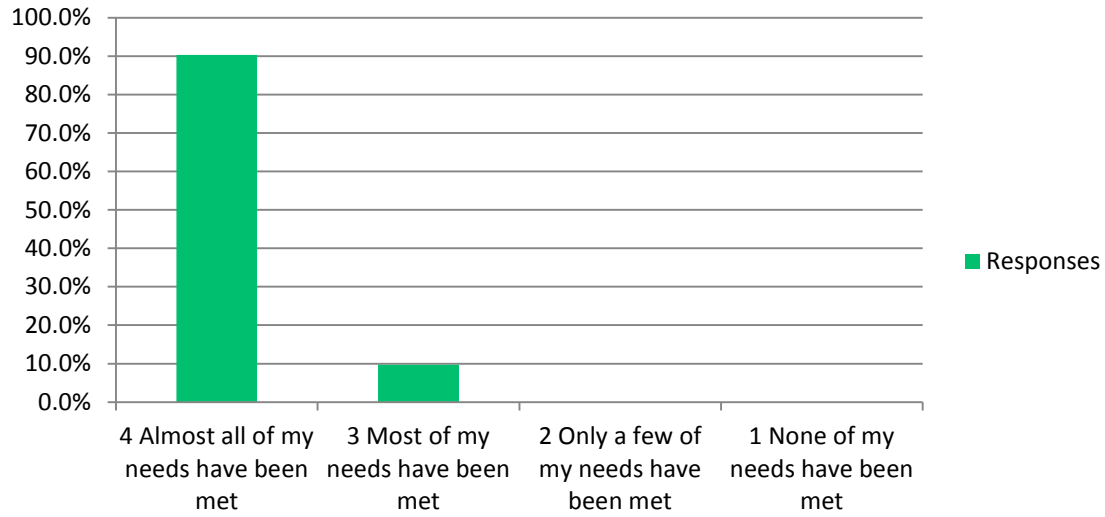 100.0%
90.0%
80.0%
70.0%
60.0%
50.0%
40.0%
30.0%
20.0%
10.0%
0.0%
4 Almost all of my
needs have been
met
3 Most of my
needs have been
met
2 Only a few of
my needs have
been met
1 None of my
needs have been
met
Responses